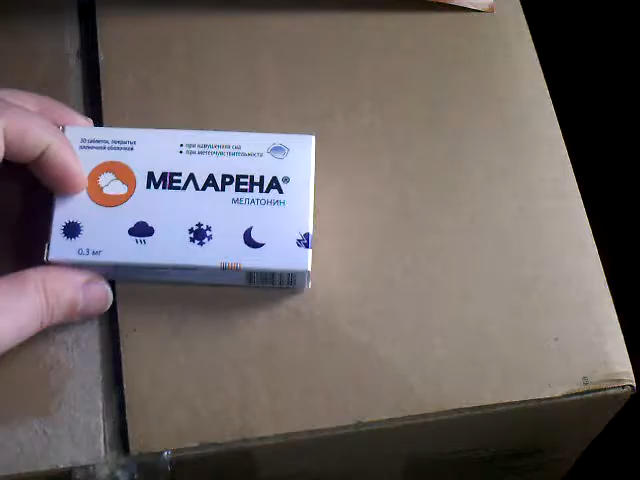 30 таблеток, покрытых
пленочной оболочкой
• при нарушениях сна
• при метеочувствительности
МЕЛАРЕНА®
МЕЛАТОНИН
0.3 мг